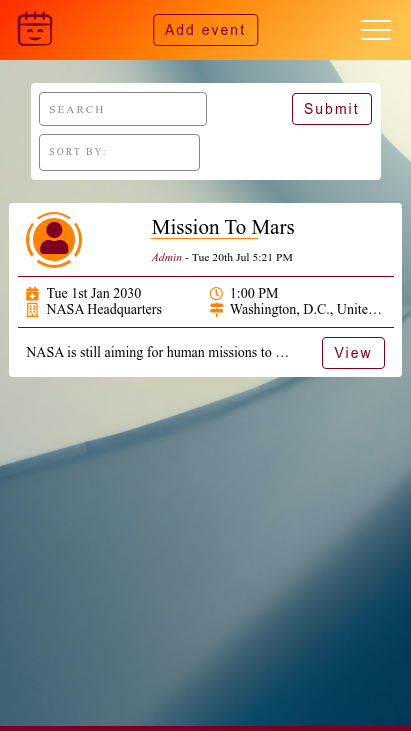 Add event
SEARCH
Submit
SORT BY:
Mission To Mars
Admin - Tue 20th Jul 5:21 PM
Tue 1st Jan 2030
1:00 PM
NASA Headquarters
Washington, D.C., Unite…
NASA is still aiming for human missions to …
View